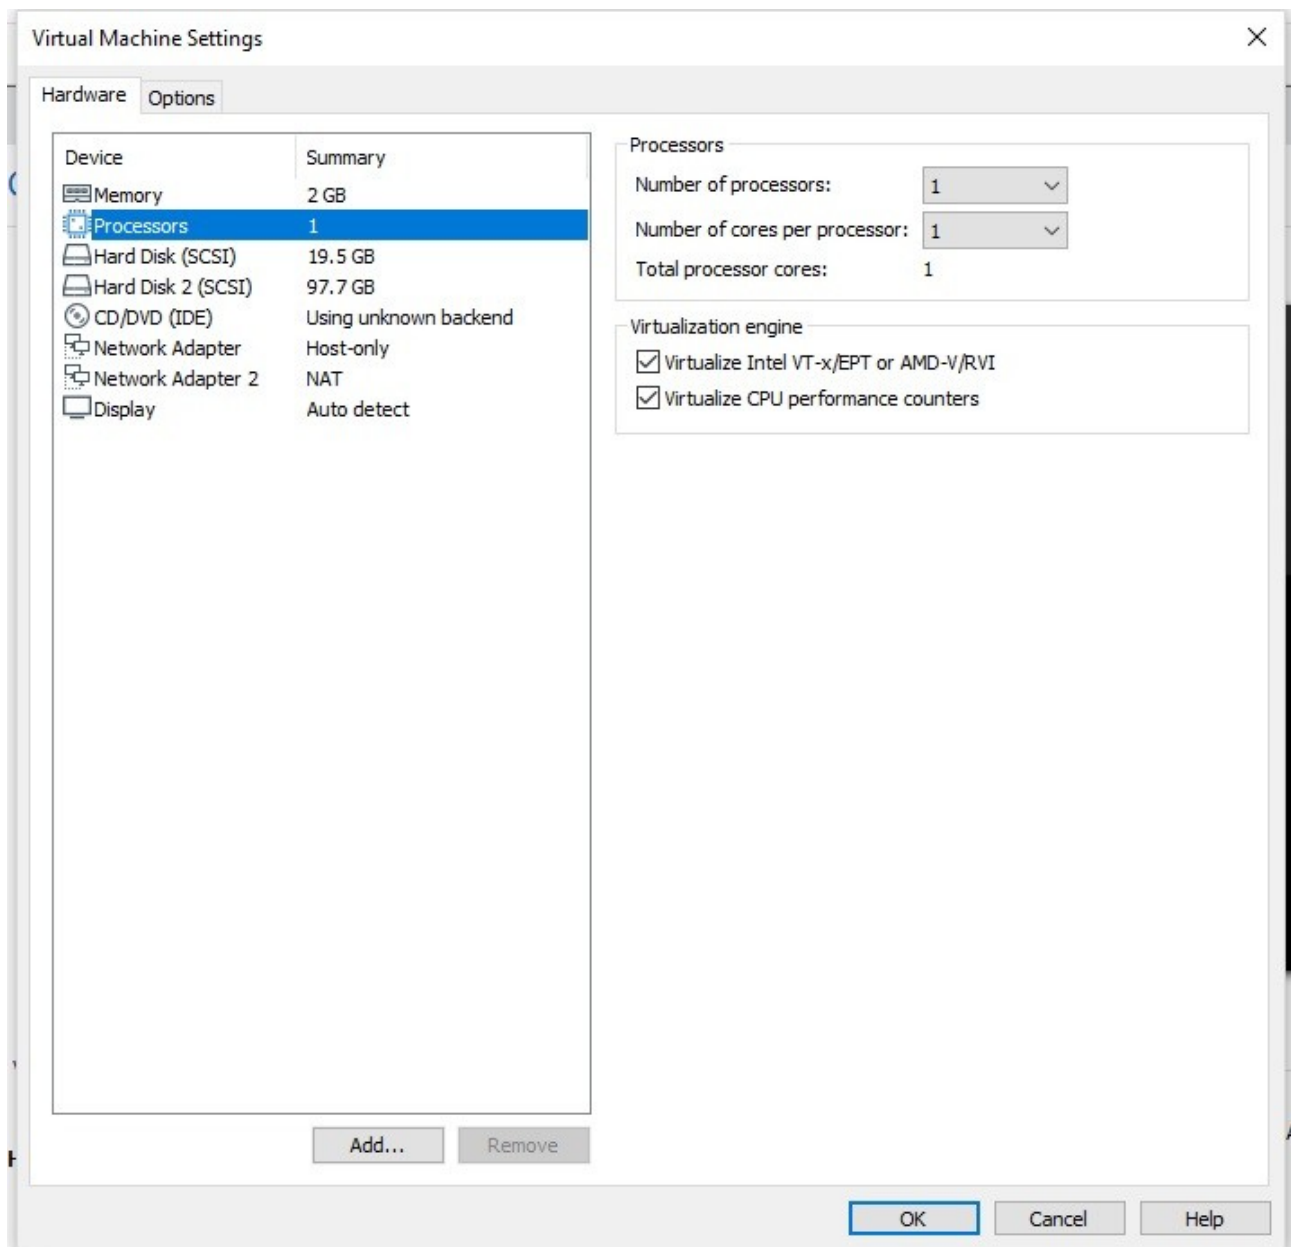 Virtual Machine Settings
Hardware Options
Device Summary
Memory 2 GB
Processors 1
Hard Disk (SCSI) 19.5 GB
Hard Disk 2 (SCSI) 97.7 GB
CD/DVD (IDE) Using unknown backend
Network Adapter Host-only
Network Adapter 2 NAT
Display Auto detect
Add... Remove
Processors
Number of processors: 1
Number of cores per processor: 1
Total processor cores: 1
Virtualization engine
Virtualize Intel VT-x/EPT or AMD-V/RVI
Virtualize CPU performance counters
OK Cancel Help